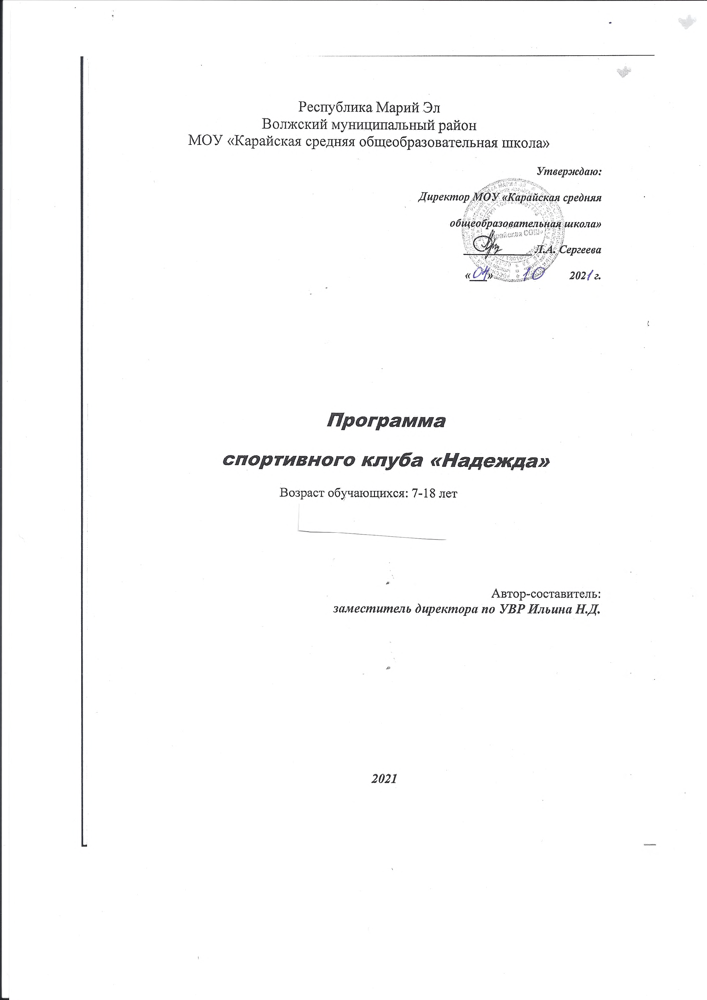 Республика Марий Эл
Волжский муниципальный район
МОУ «Карайская средняя общеобразовательная школа»
Утверждаю:
Директор МОУ «Карайская средняя
общеобразовательная школа»
Л.А. Сергеева
«04» 10 2021 г.
Программа
спортивного клуба «Надежда»
Возраст обучающихся: 7-18 лет
Автор-составитель:
заместитель директора по УВР Ильина Н.Д.
2021